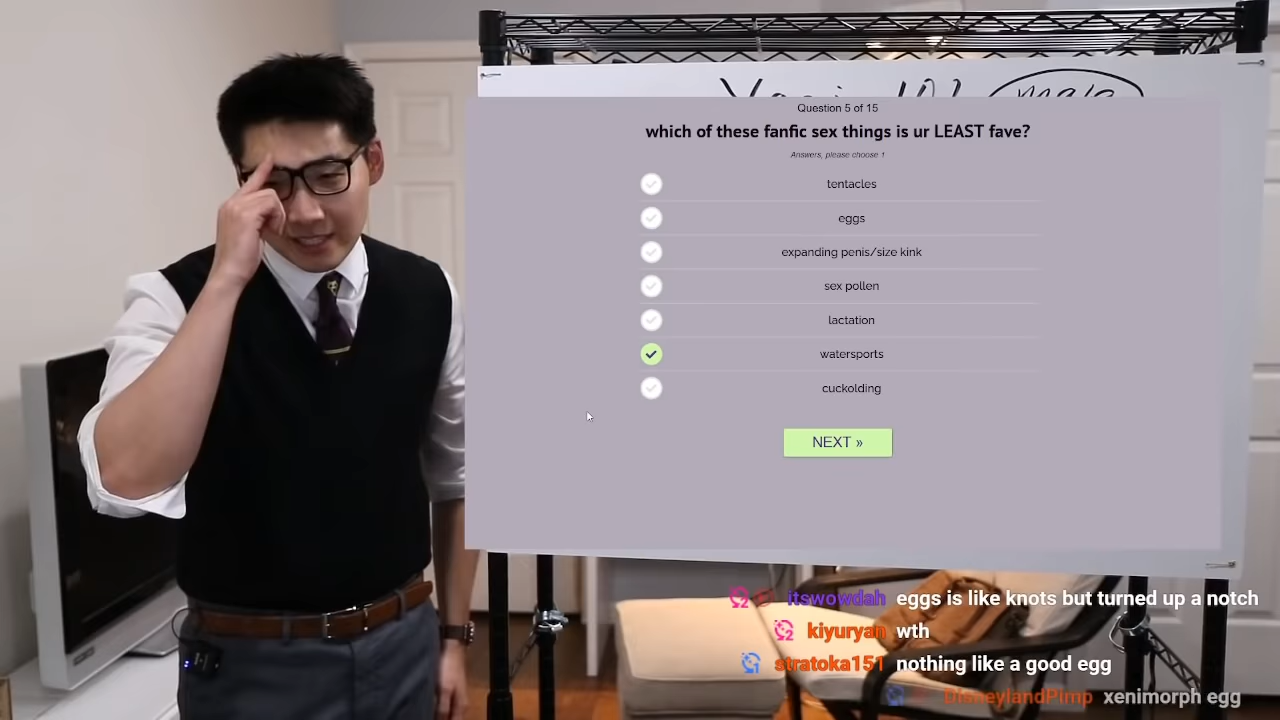 Question 5 of 15
which of these fanfic sex things is ur LEAST fave?
Answers, please choose 1
tentacles
eggs
expanding penis/size kink
sex pollen
lactation
watersports
cuckolding
NEXT »
itswowdah eggs is like knots but turned up a notch
kiyuryan wth
stratoka151 nothing like a good egg
DisneylandPImp xenimorph egg